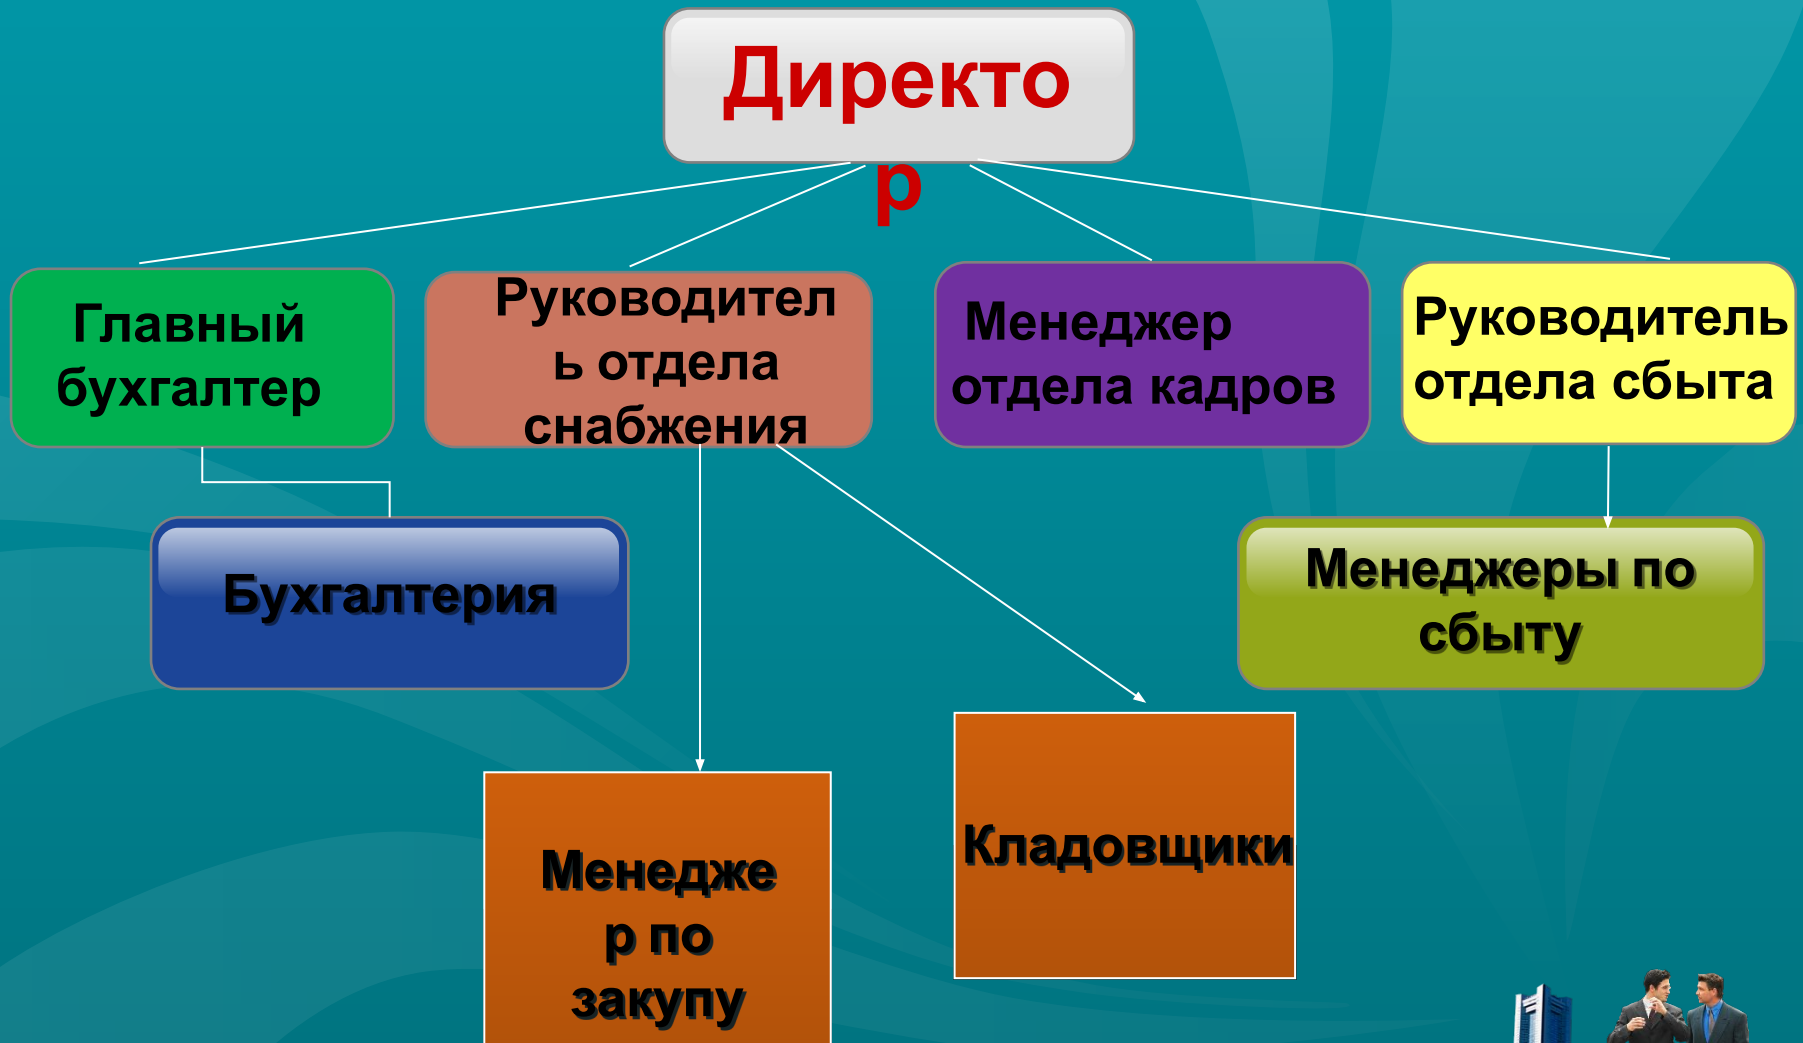 Директо
р
Главный
бухгалтер
Руководител
ь отдела
снабжения
Менеджер
отдела кадров
Руководитель
отдела сбыта
Бухгалтерия
Менеджеры по
сбыту
Кладовщики
Менедже
р по
закупу